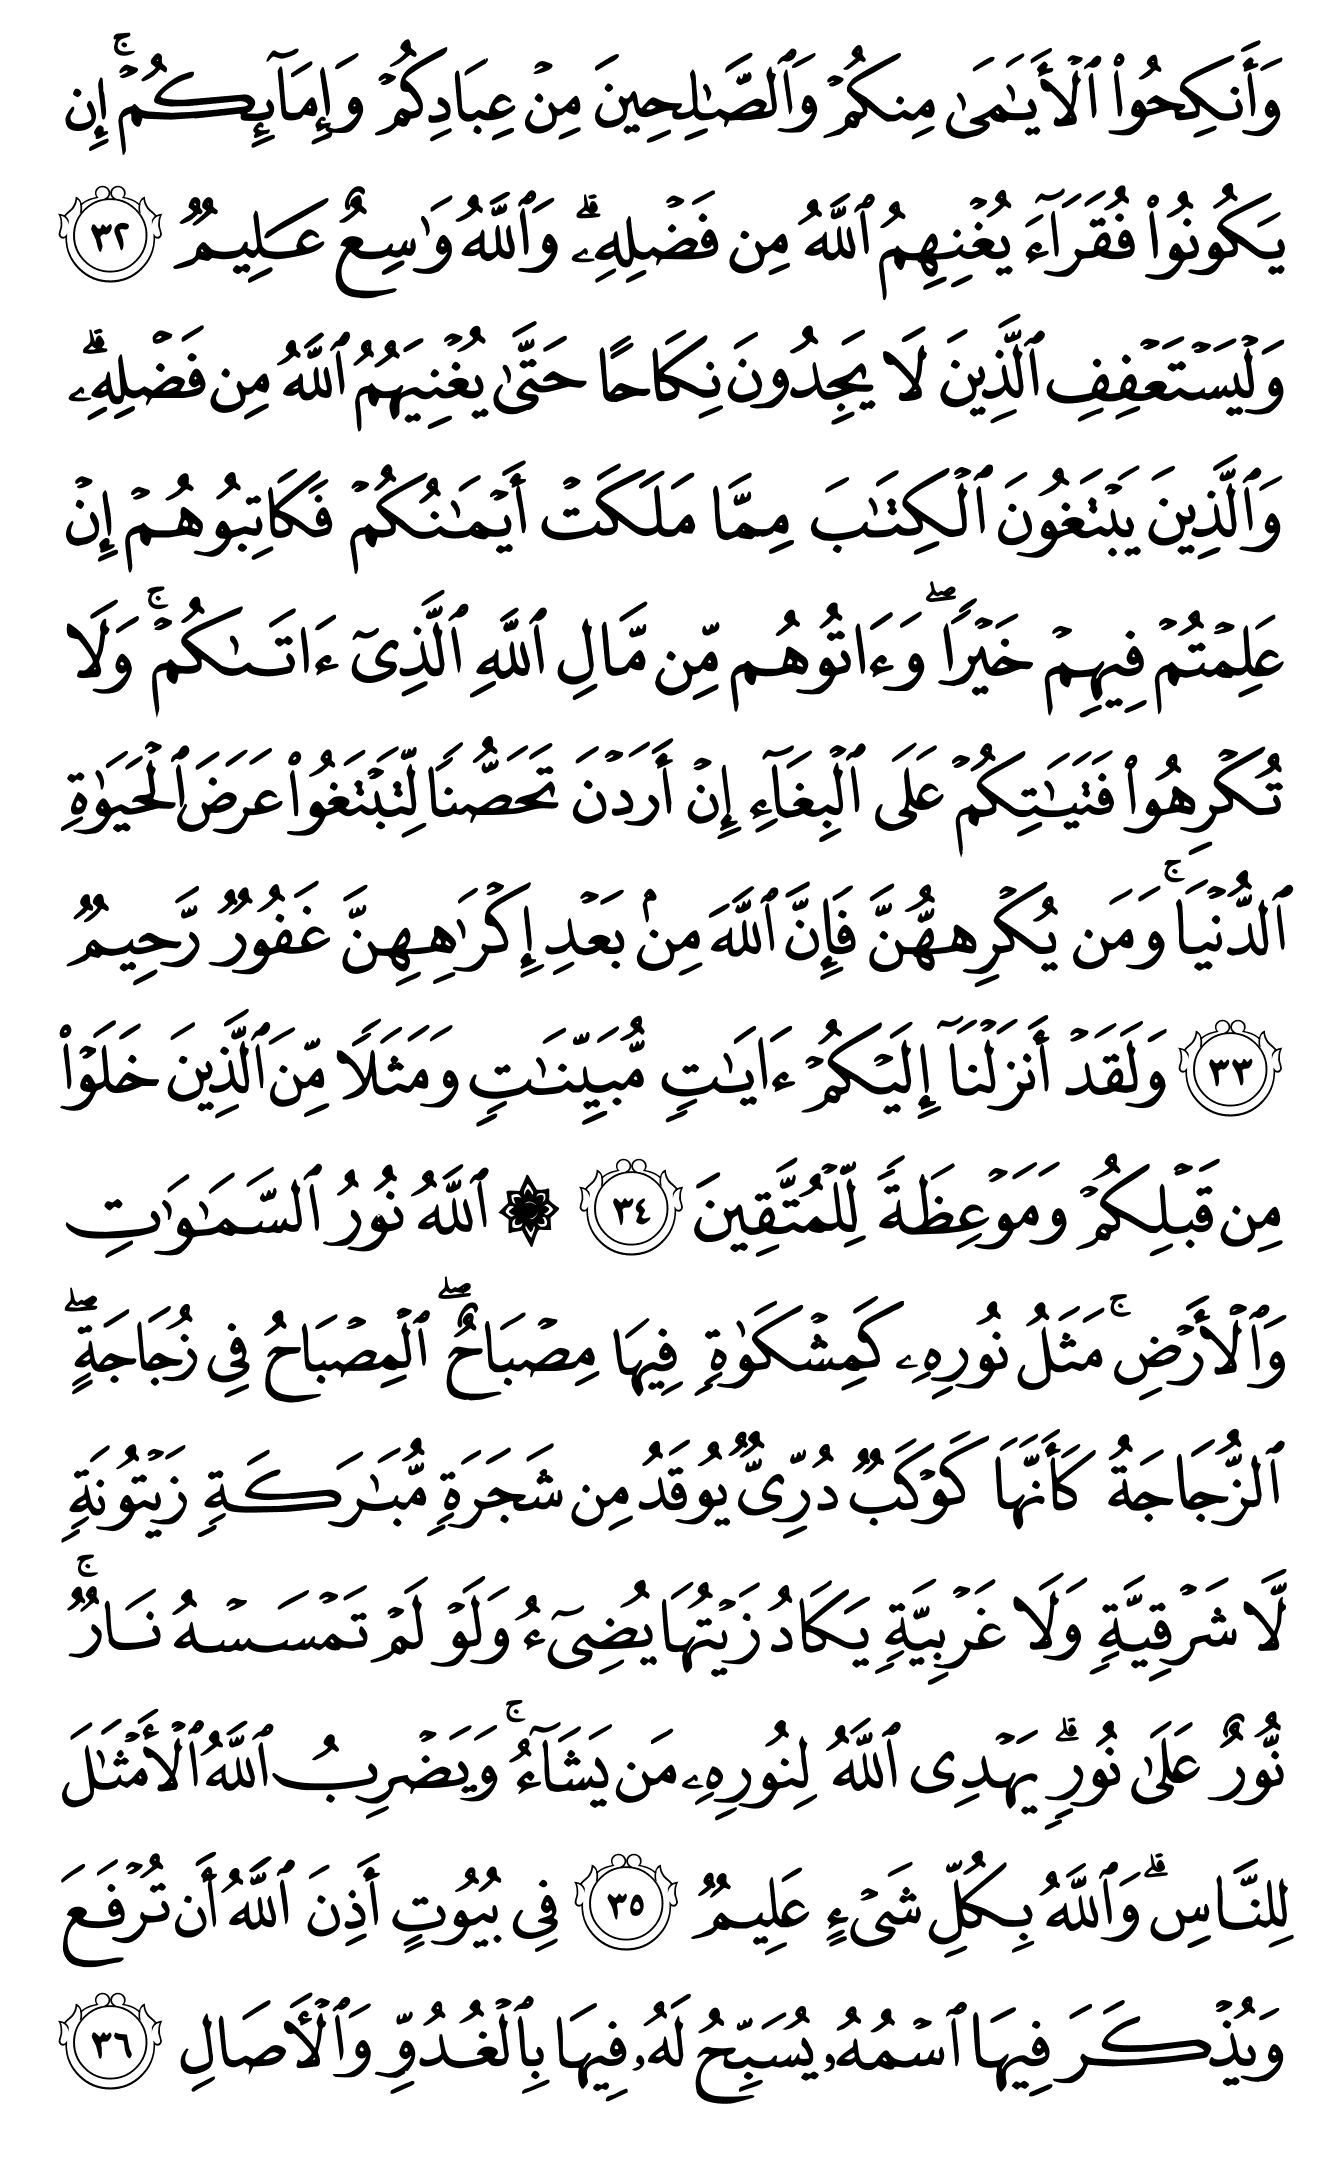 وَأَنكِحُوا۟ ٱلْأَيَـٰمَىٰ مِنكُمْ وَٱلصَّـٰلِحِينَ مِنْ عِبَادِكُمْ وَإِمَآئِكُمْ ۚ إِن
يَكُونُوا۟ فُقَرَآءَ يُغْنِهِمُ ٱللَّهُ مِن فَضْلِهِۦ ۗ وَٱللَّهُ وَٰسِعٌ عَلِيمٌ ٣٢
وَلْيَسْتَعْفِفِ ٱلَّذِينَ لَا يَجِدُونَ نِكَاحًا حَتَّىٰ يُغْنِيَهُمُ ٱللَّهُ مِن فَضْلِهِۦ ۗ
وَٱلَّذِينَ يَبْتَغُونَ ٱلْكِتَـٰبَ مِمَّا مَلَكَتْ أَيْمَـٰنُكُمْ فَكَاتِبُوهُمْ إِنْ
عَلِمْتُمْ فِيهِمْ خَيْرًا ۖ وَءَاتُوهُم مِّن مَّالِ ٱللَّهِ ٱلَّذِىٓ ءَاتَىٰكُمْ ۚ وَلَا
تُكْرِهُوا۟ فَتَيَـٰتِكُمْ عَلَى ٱلْبِغَآءِ إِنْ أَرَدْنَ تَحَصُّنًا لِّتَبْتَغُوا۟ عَرَضَ ٱلْحَيَوٰةِ
ٱلدُّنْيَا ۚ وَمَن يُكْرِههُّنَّ فَإِنَّ ٱللَّهَ مِنۢ بَعْدِ إِكْرَٰهِهِنَّ غَفُورٌ رَّحِيمٌ
٣٣ وَلَقَدْ أَنزَلْنَآ إِلَيْكُمْ ءَايَـٰتٍ مُّبَيِّنَـٰتٍ وَمَثَلًا مِّنَ ٱلَّذِينَ خَلَوْا۟
مِن قَبْلِكُمْ وَمَوْعِظَةً لِّلْمُتَّقِينَ ٣٤ ۞ ٱللَّهُ نُورُ ٱلسَّمَـٰوَٰتِ
وَٱلْأَرْضِ ۚ مَثَلُ نُورِهِۦ كَمِشْكَوٰةٍ فِيهَا مِصْبَاحٌ ۖ ٱلْمِصْبَاحُ فِى زُجَاجَةٍ ۖ
ٱلزُّجَاجَةُ كَأَنَّهَا كَوْكَبٌ دُرِّىٌّ يُوقَدُ مِن شَجَرَةٍ مُّبَـٰرَكَةٍ زَيْتُونَةٍ
لَّا شَرْقِيَّةٍ وَلَا غَرْبِيَّةٍ يَكَادُ زَيْتُهَا يُضِىٓءُ وَلَوْ لَمْ تَمْسَسْهُ نَارٌ ۚ
نُّورٌ عَلَىٰ نُورٍ ۗ يَهْدِى ٱللَّهُ لِنُورِهِۦ مَن يَشَآءُ ۚ وَيَضْرِبُ ٱللَّهُ ٱلْأَمْثَـٰلَ
لِلنَّاسِ ۗ وَٱللَّهُ بِكُلِّ شَىْءٍ عَلِيمٌ ٣٥ فِى بُيُوتٍ أَذِنَ ٱللَّهُ أَن تُرْفَعَ
وَيُذْكَرَ فِيهَا ٱسْمُهُۥ يُسَبِّحُ لَهُۥ فِيهَا بِٱلْغُدُوِّ وَٱلْـَٔاصَالِ ٣٦